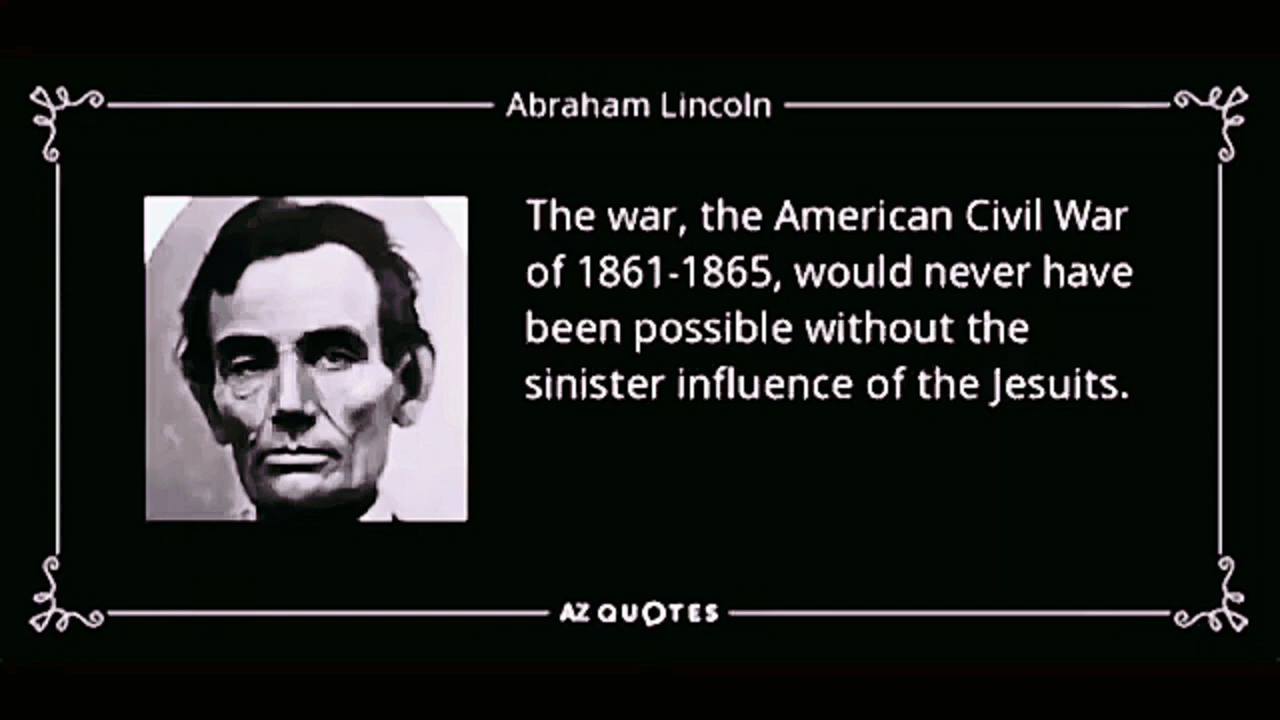 Abraham Lincoln
The war, the American Civil War
of 1861-1865, would never have
been possible without the
sinister influence of the Jesuits.
AZ QUOTES